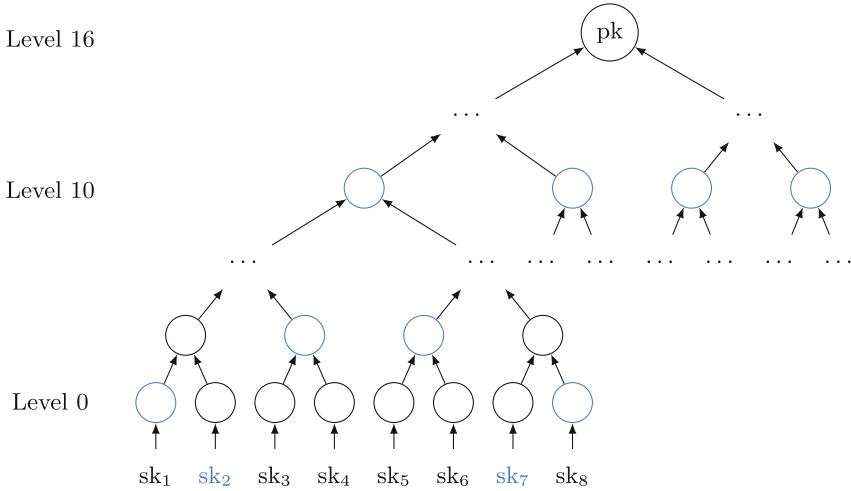 Level 16
pk
... ...
Level 10
... ... ... ... ... ... ... ...
Level 0
sk₁ sk₂ sk₃ sk₄ sk₅ sk₆ sk₇ sk₈